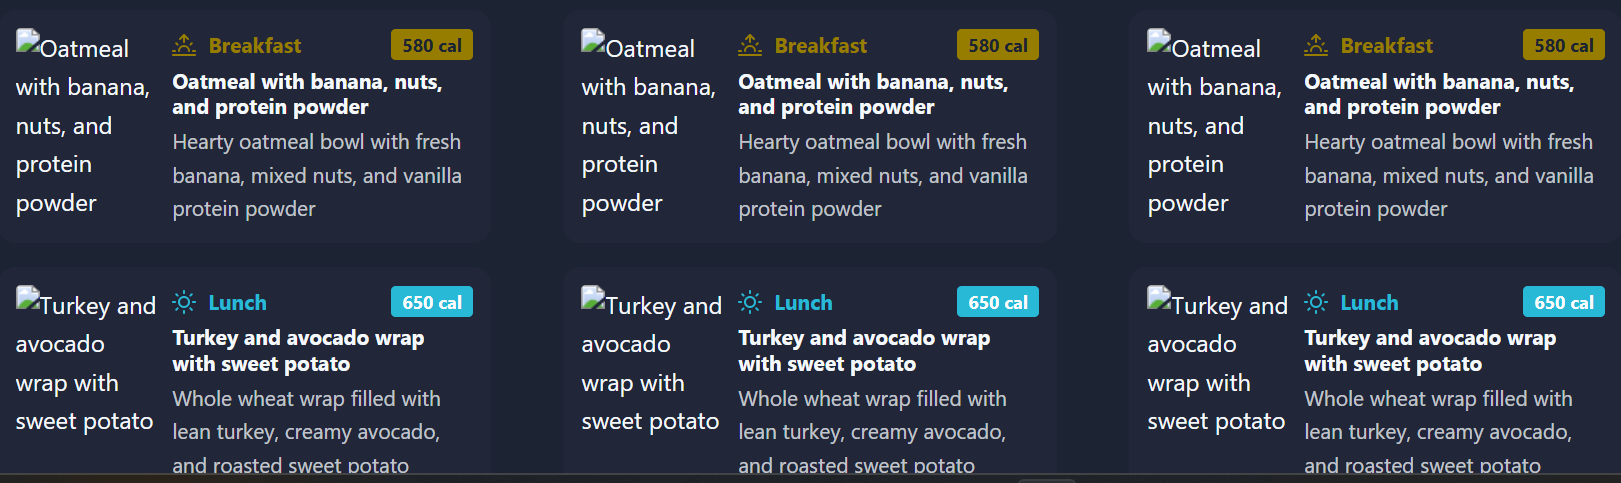 Oatmeal
with banana,
nuts, and
protein
powder
Breakfast
580 cal
Oatmeal with banana, nuts,
and protein powder
Hearty oatmeal bowl with fresh
banana, mixed nuts, and vanilla
protein powder
Oatmeal
with banana,
nuts, and
protein
powder
Breakfast
580 cal
Oatmeal with banana, nuts,
and protein powder
Hearty oatmeal bowl with fresh
banana, mixed nuts, and vanilla
protein powder
Oatmeal
with banana,
nuts, and
protein
powder
Breakfast
580 cal
Oatmeal with banana, nuts,
and protein powder
Hearty oatmeal bowl with fresh
banana, mixed nuts, and vanilla
protein powder
Turkey and
avocado
wrap with
sweet potato
Lunch
650 cal
Turkey and avocado wrap
with sweet potato
Whole wheat wrap filled with
lean turkey, creamy avocado,
and roasted sweet potato
Turkey and
avocado
wrap with
sweet potato
Lunch
650 cal
Turkey and avocado wrap
with sweet potato
Whole wheat wrap filled with
lean turkey, creamy avocado,
and roasted sweet potato
Turkey and
avocado
wrap with
sweet potato
Lunch
650 cal
Turkey and avocado wrap
with sweet potato
Whole wheat wrap filled with
lean turkey, creamy avocado,
and roasted sweet potato